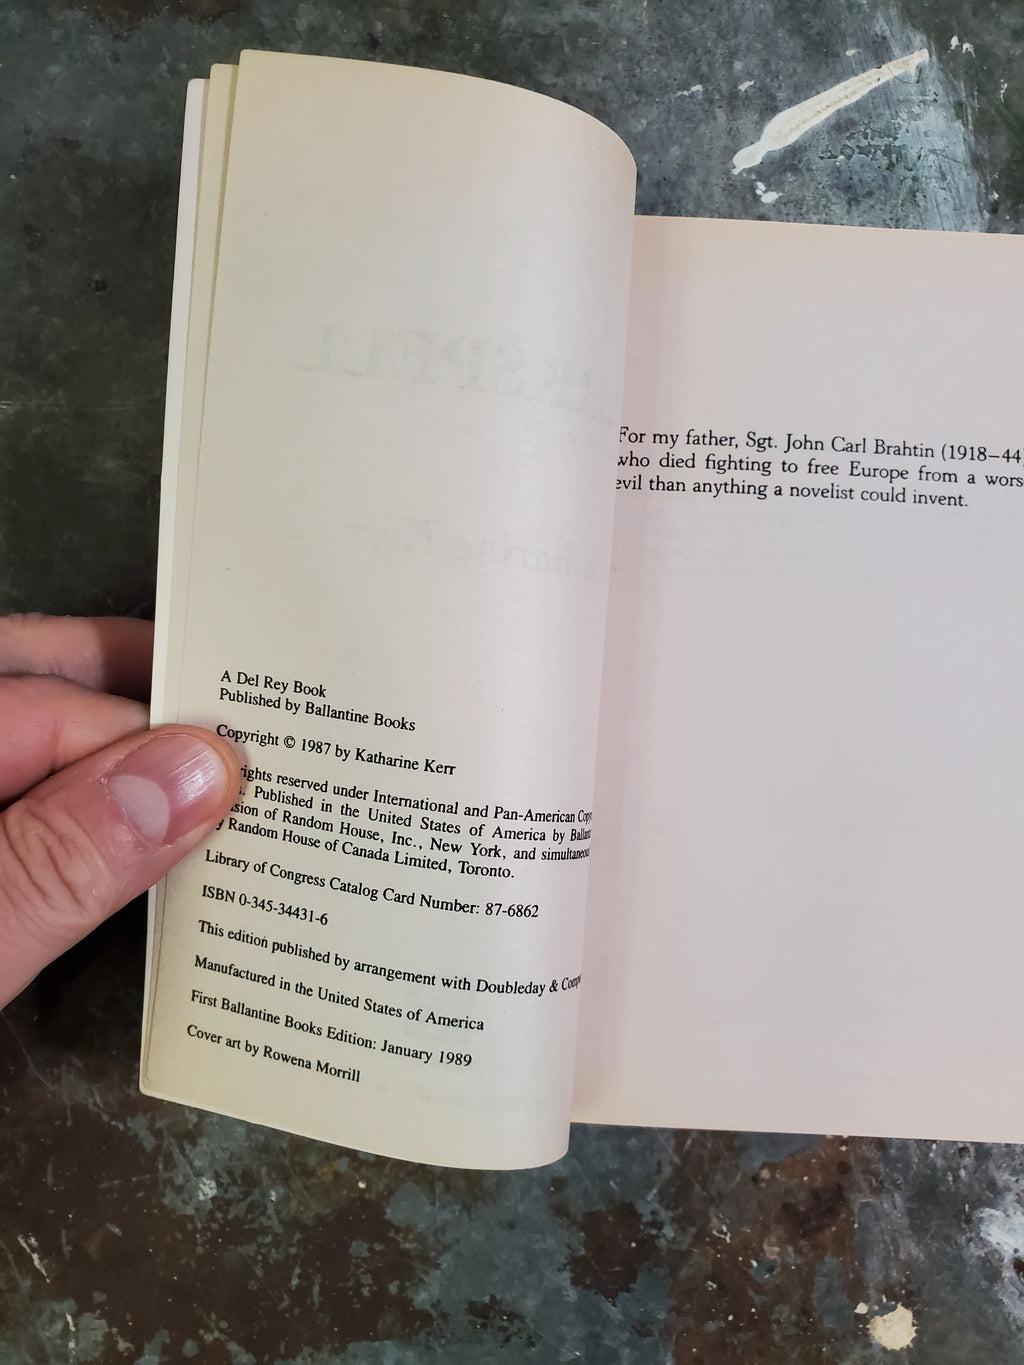 A Del Rey Book
Published by Ballantine Books
Copyright © 1987 by Katharine Kerr
rights reserved under International and Pan-American
Published in the United States of America by
of Random House, Inc., New York, and
Random House of Canada Limited, Toronto.
Library of Congress Catalog Card Number: 87-6862
ISBN 0-345-34431-6
This edition published by arrangement with Doubleday &
Manufactured in the United States of America
First Ballantine Books Edition: January 1989
Cover art by Rowena Morrill
For my father, Sgt. John Carl Brahtin (1918–44)
who died fighting to free Europe from a
evil than anything a novelist could invent.